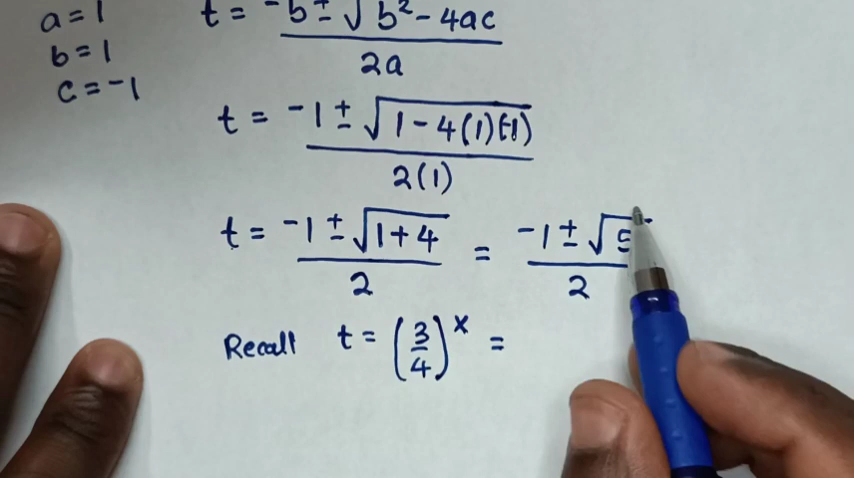 a = 1
t = -b ± √b² - 4ac / 2a
b = 1
c = -1
t = -1 ± √1 - 4(1)(-1) / 2(1)
t = -1 ± √1 + 4 / 2 = -1 ± √5 / 2
Recall t = (3/4)^x =